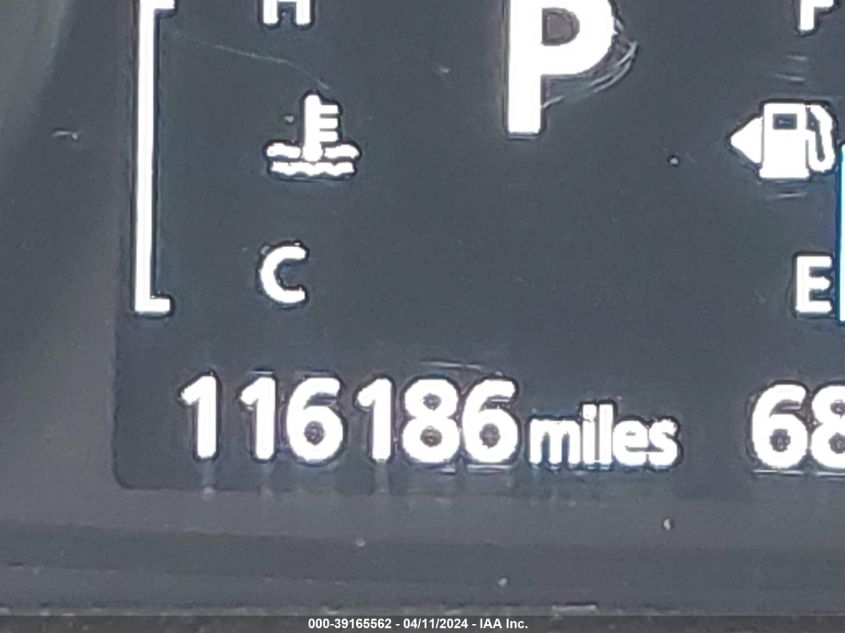 H P F
C E
116186 miles 68
000-39165562 - 04/11/2024 - IAA Inc.